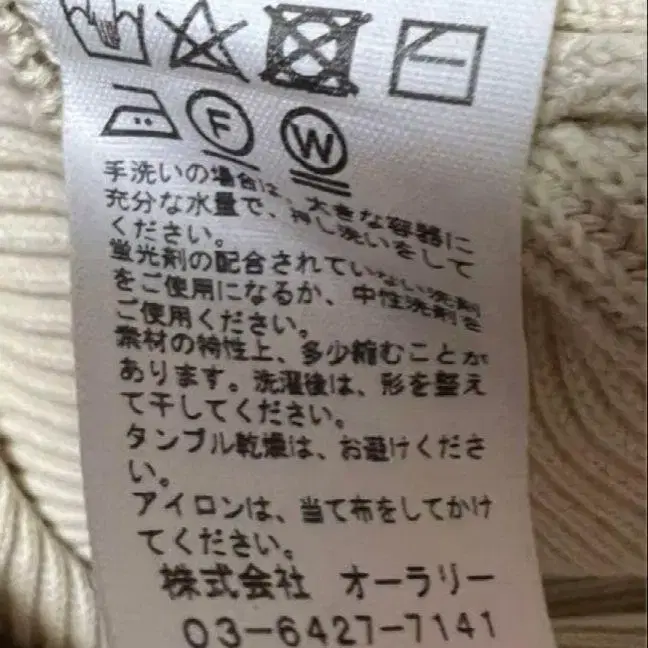 F
W
手洗いの場合は、大きな容器に
充分な水量で、押し洗いをして
ください。
蛍光剤の配合されていない洗剤
をご使用になるか、中性洗剤を
ご使用ください。
素材の特性上、多少縮むことが
あります。洗濯後は、形を整え
て干してください。
タンブル乾燥は、お避けくださ
い。
アイロンは、当て布をしてかけ
てください。
株式会社 オーラリー
03-6427-7141